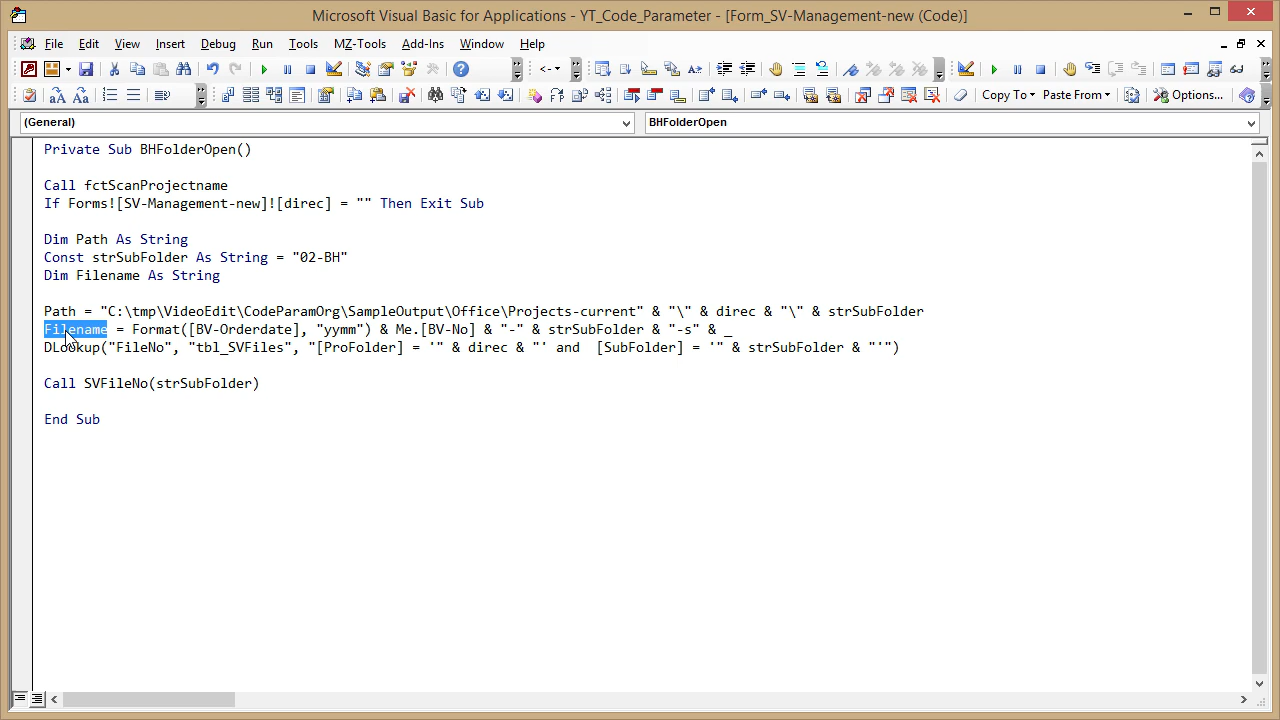 Microsoft Visual Basic for Applications - YT_Code_Parameter - [Form_SV-Management-new (Code)]
File Edit View Insert Format Debug Run Tools MZ-Tools Add-Ins Window Help
Copy To Paste From Options...
(General) BHFolderOpen
Private Sub BHFolderOpen()
Call fctScanProjectname
If Forms![SV-Management-new]![direc] = "" Then Exit Sub
Dim Path As String
Const strSubFolder As String = "02-BH"
Dim Filename As String
Path = "C:\tmp\VideoEdit\CodeParamOrg\SampleOutput\Office\Projects-current" & "\" & direc & "\" & strSubFolder
Filename = Format([BV-Orderdate], "yymm") & Me.[BV-No] & "-" & strSubFolder & "-s" & _
DLookup("FileNo", "tbl_SVFiles", "[ProFolder] = '" & direc & "' and  [SubFolder] = '" & strSubFolder & "'")
Call SVFileNo(strSubFolder)
End Sub